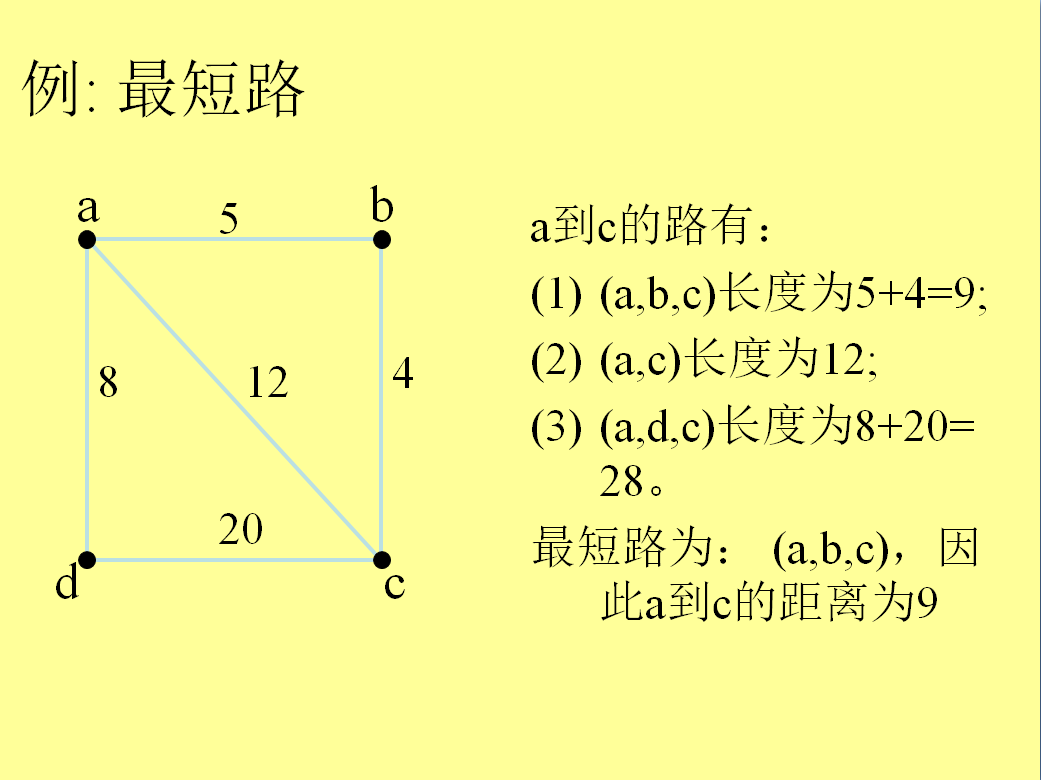 例: 最短路
a
5
b
8
12
4
20
d
c
a到c的路有：
(1) (a,b,c)长度为5+4=9;
(2) (a,c)长度为12;
(3) (a,d,c)长度为8+20=
28。
最短路为： (a,b,c)，因
此a到c的距离为9